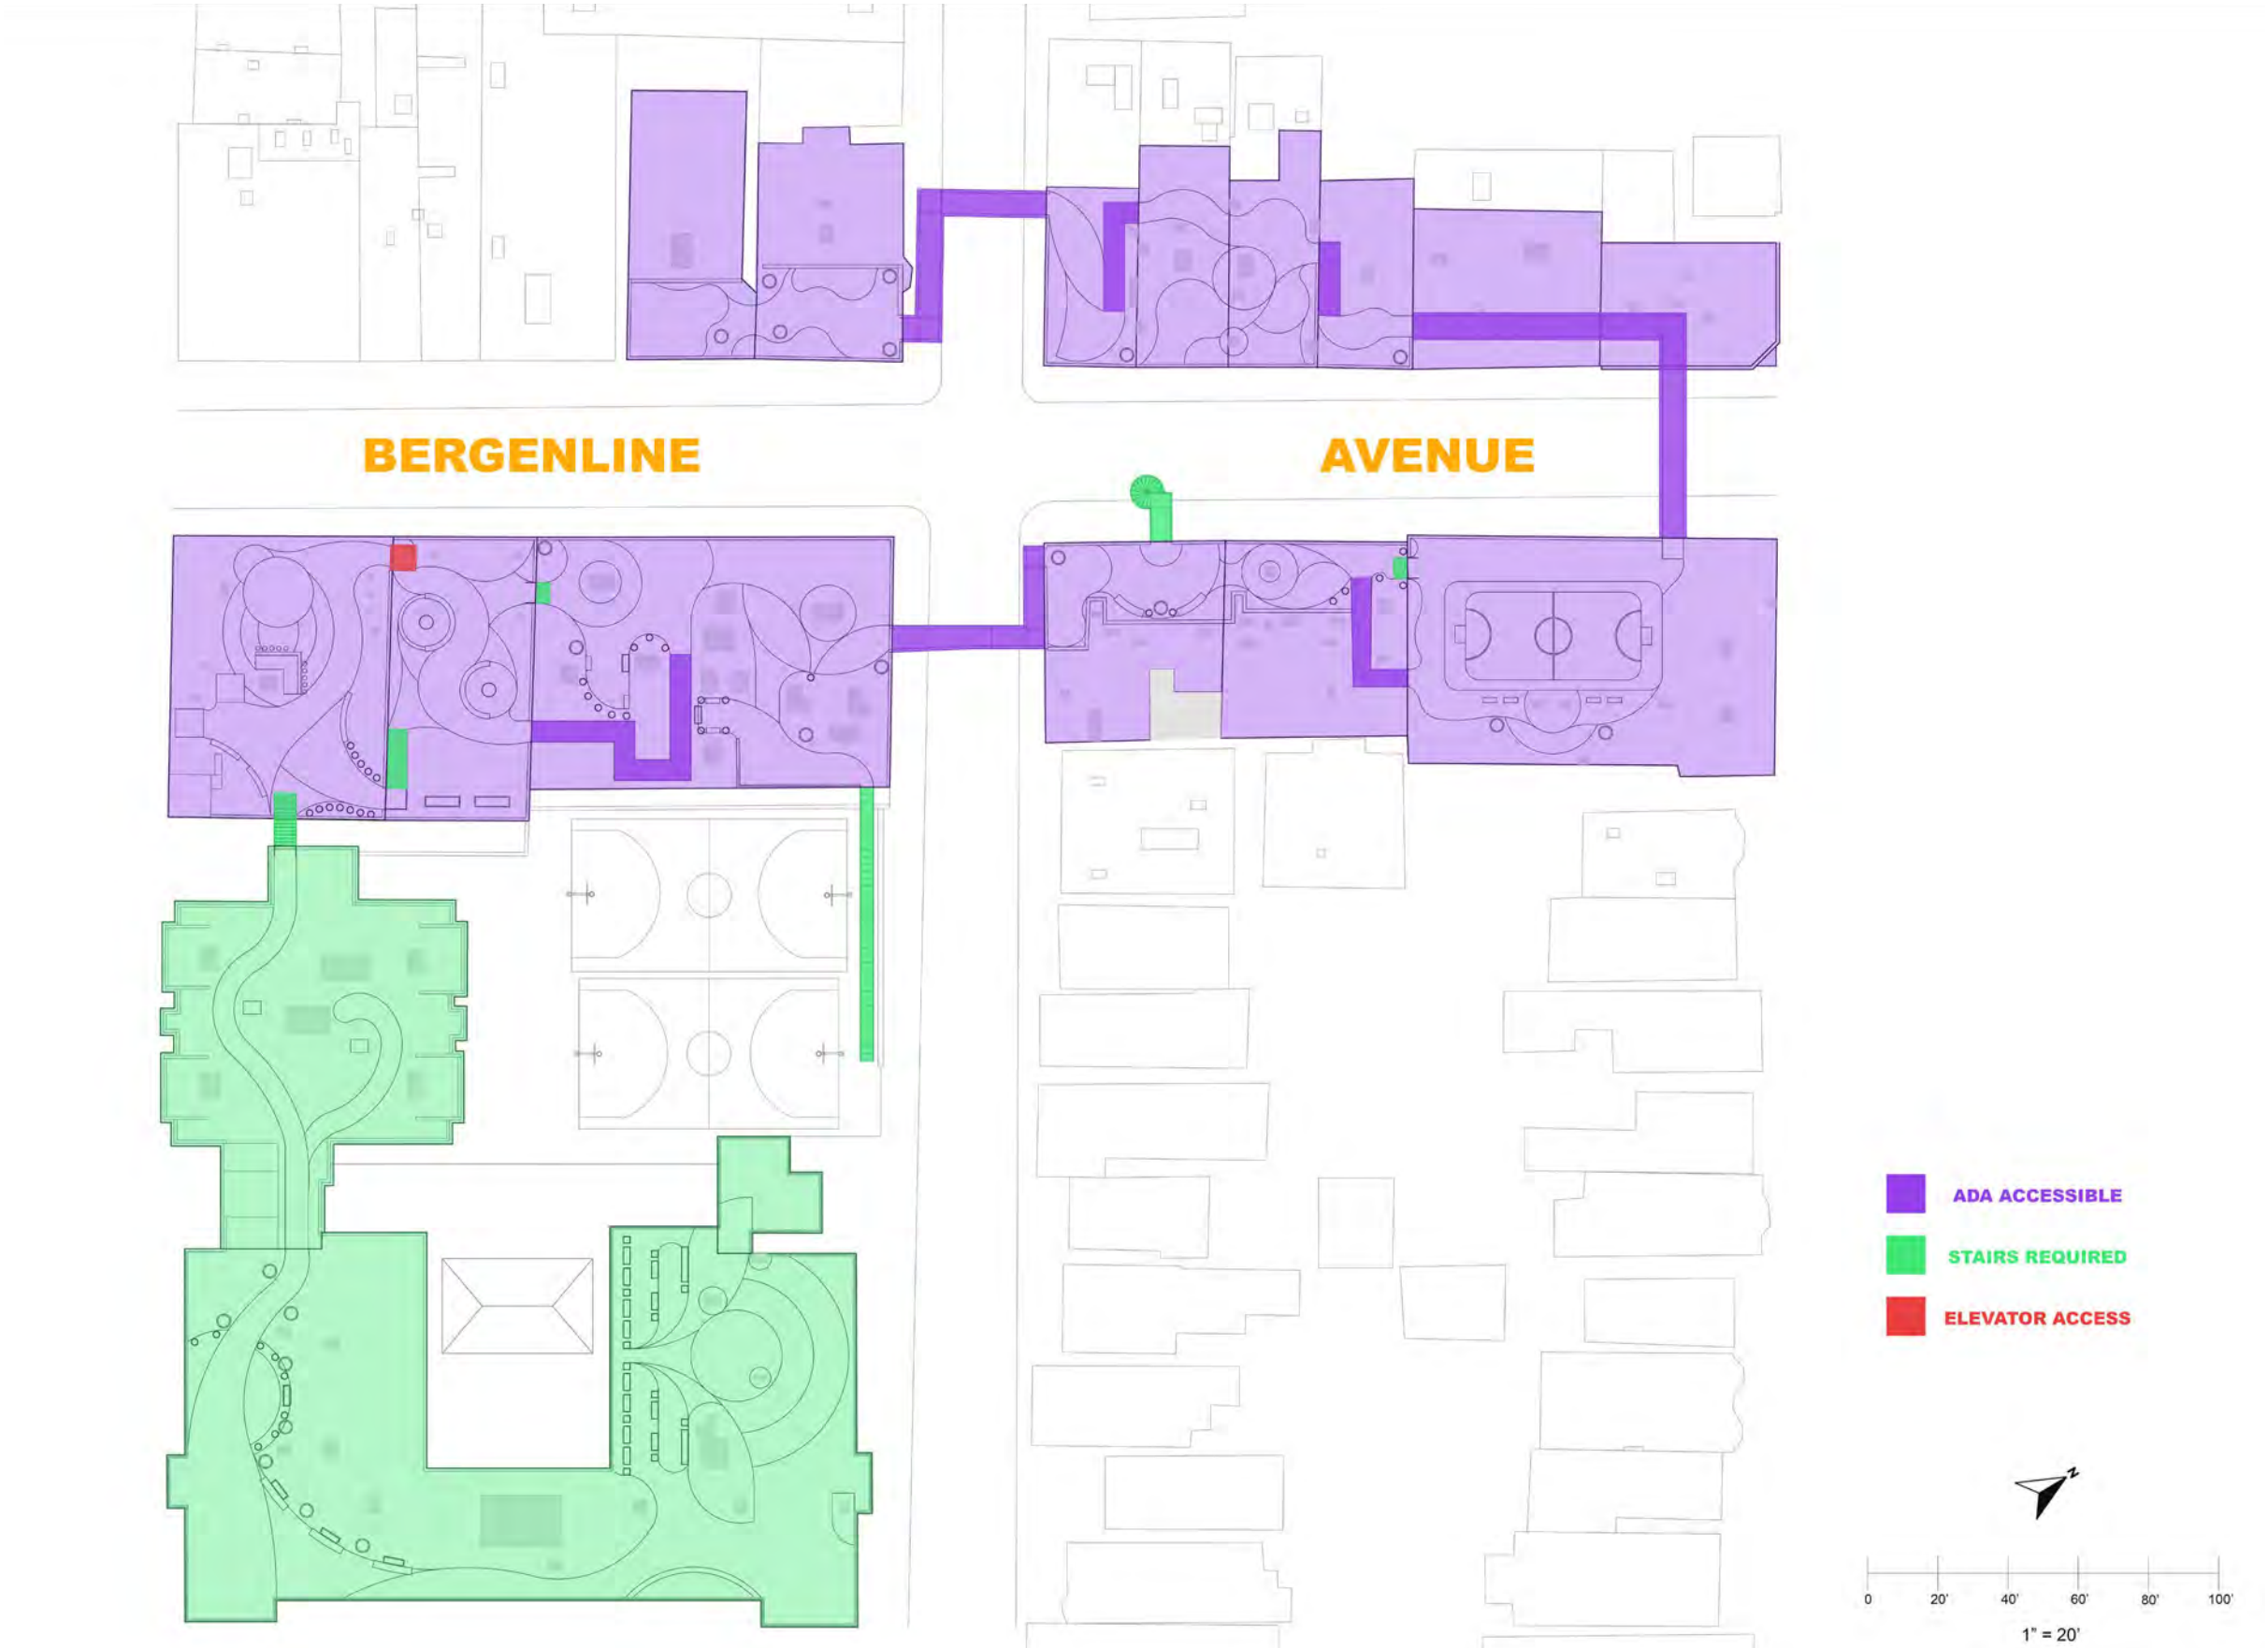 BERGENLINE AVENUE
ADA ACCESSIBLE
STAIRS REQUIRED
ELEVATOR ACCESS
N
0 20' 40' 60' 80' 100'
1" = 20'